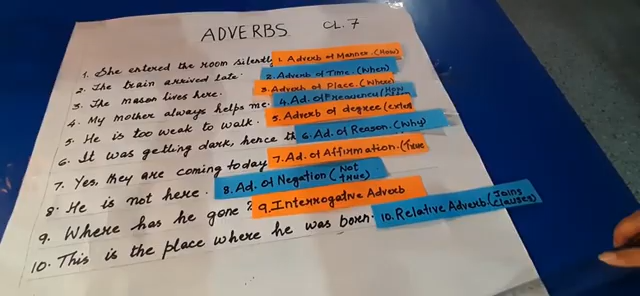 ADVERBS CL. 7
1. She entered the room silently 1. Adverb of Manner. (How)
2. The train arrived late. 2. Adverb of Time. (When)
3. The mason lives here. 3. Adverb of Place. (Where)
4. My mother always helps me. 4. Ad. of Frequency (How
5. He is too weak to walk. 5. Adverb of degree (extent
6. It was getting dark, hence th 6. Ad. of Reason. (Why)
7. Yes, they are coming today 7. Ad. of Affirmation. (True
8. He is not here. 8. Ad. of Negation (Not True)
9. Where has he gone? 9. Interrogative Adverb
10. This is the place where he was born. 10. Relative Adverb. (Joins clauses)